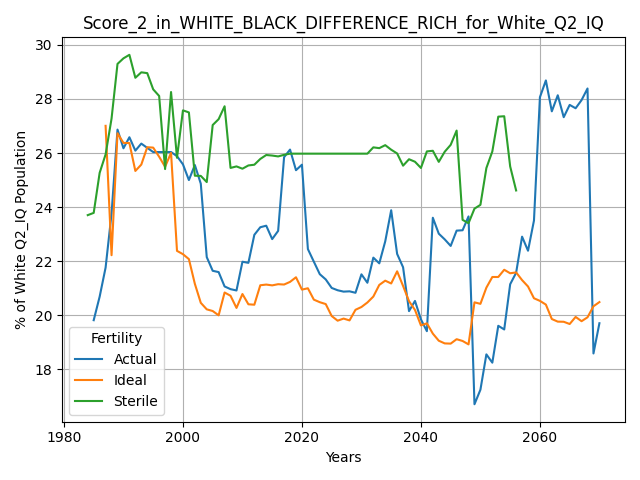 Score_2_in_WHITE_BLACK_DIFFERENCE_RICH_for_White_Q2_IQ
% of White Q2_IQ Population
30
28
26
24
22
20
18
Fertility
Actual
Ideal
Sterile
1980 2000 2020 2040 2060
Years